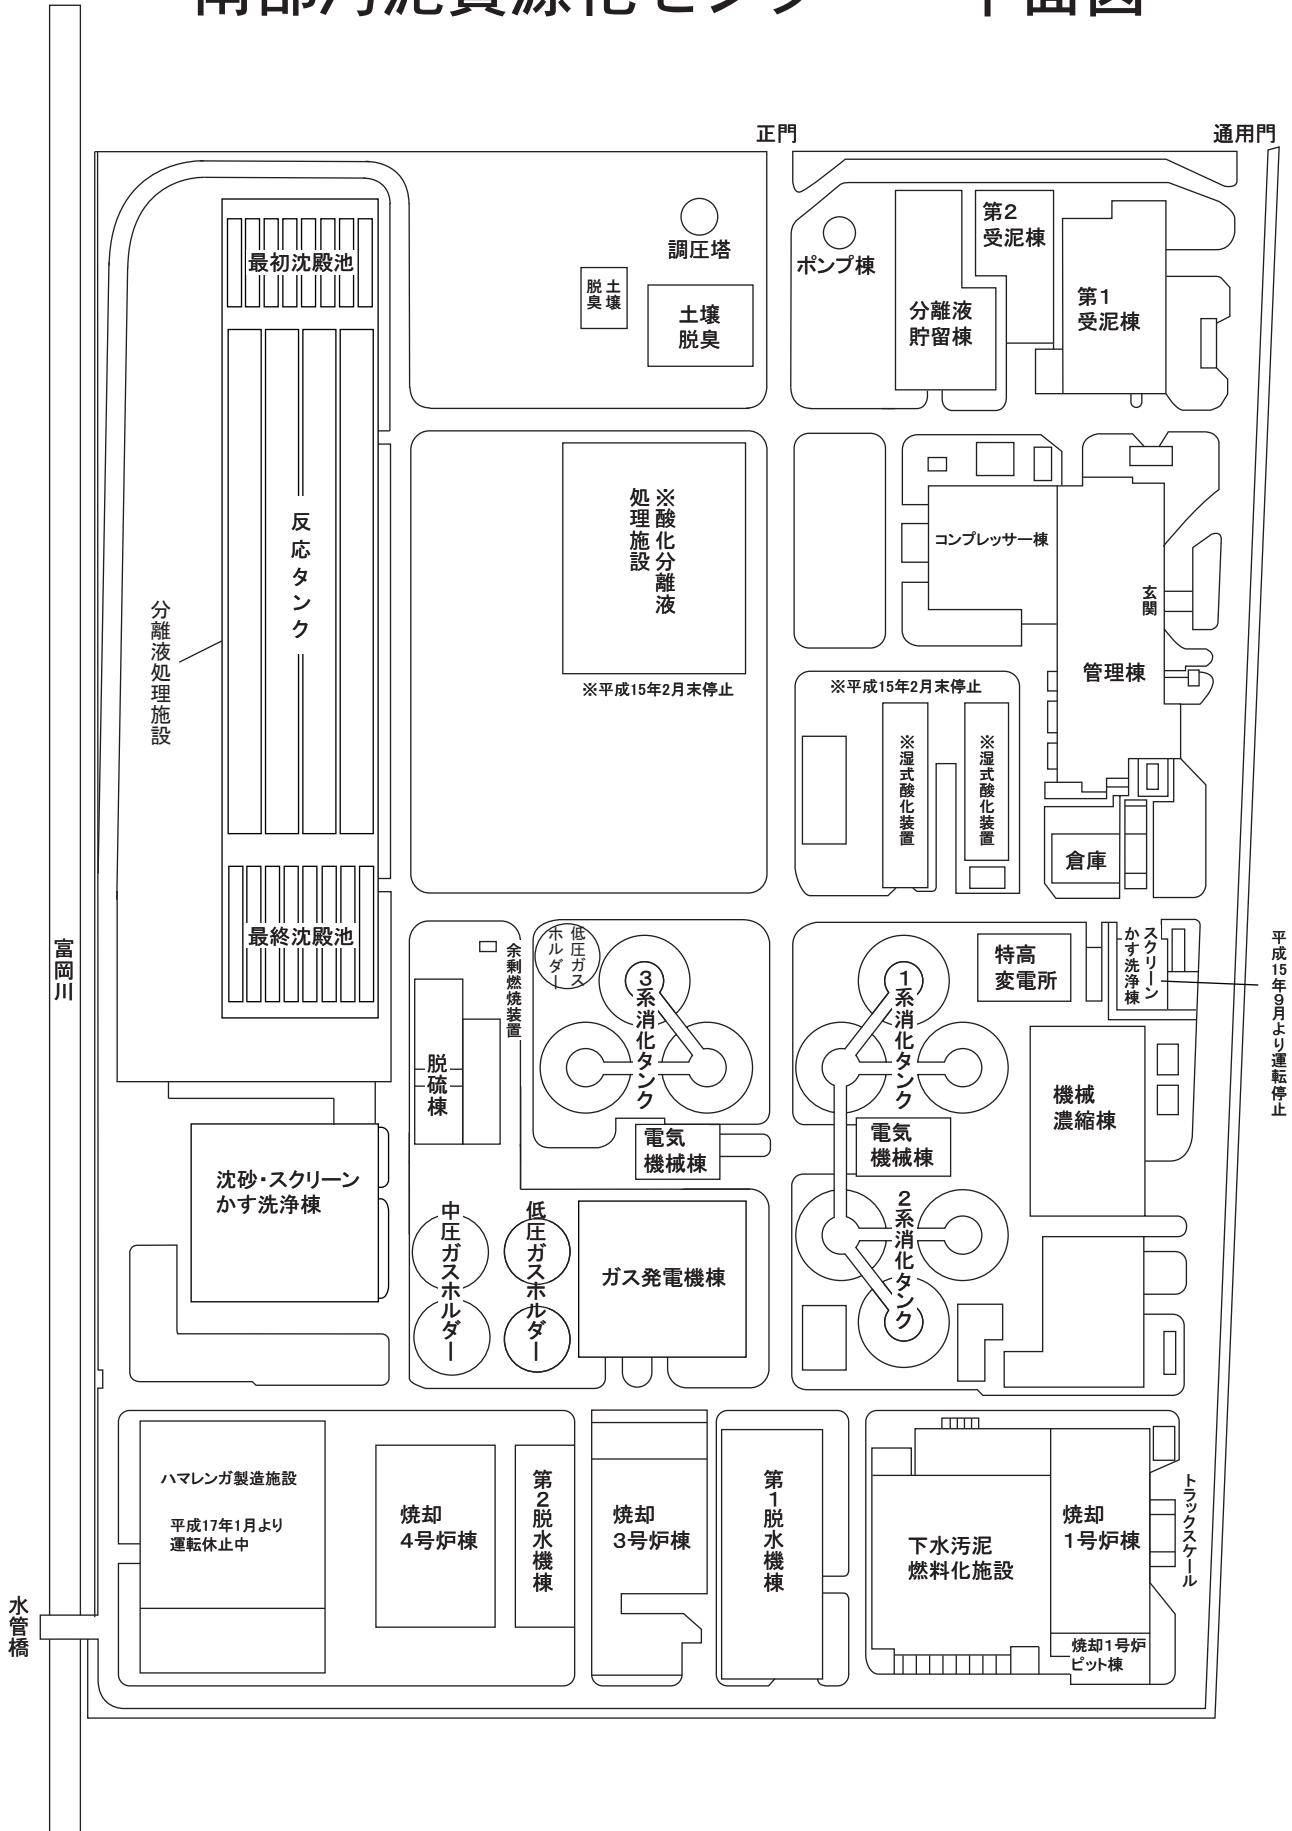 南部汚泥資源化センター 平面図
正門
通用門
調圧塔
土壌
脱臭
土壌
脱臭
ポンプ棟
分離液
貯留棟
第2
受泥棟
第1
受泥棟
最初沈殿池
反応タンク
最終沈殿池
分離液処理施設
※酸化分離液
処理施設
※平成15年2月末停止
コンプレッサー棟
玄関
管理棟
※平成15年2月末停止
※湿式酸化装置
※湿式酸化装置
倉庫
富岡川
余剰燃焼装置
低圧ガス
ホルダー
3系消化タンク
1系消化タンク
特高
変電所
スクリーン
かす洗浄棟
平成15年9月より運転停止
脱硫棟
電気
機械棟
電気
機械棟
機械
濃縮棟
沈砂・スクリーン
かす洗浄棟
中圧ガスホルダー
低圧ガスホルダー
ガス発電機棟
2系消化タンク
ハマレンガ製造施設
平成17年1月より
運転休止中
焼却
4号炉棟
第2脱水機棟
焼却
3号炉棟
第1脱水機棟
下水汚泥
燃料化施設
焼却
1号炉棟
トラックスケール
焼却1号炉
ピット棟
水管橋